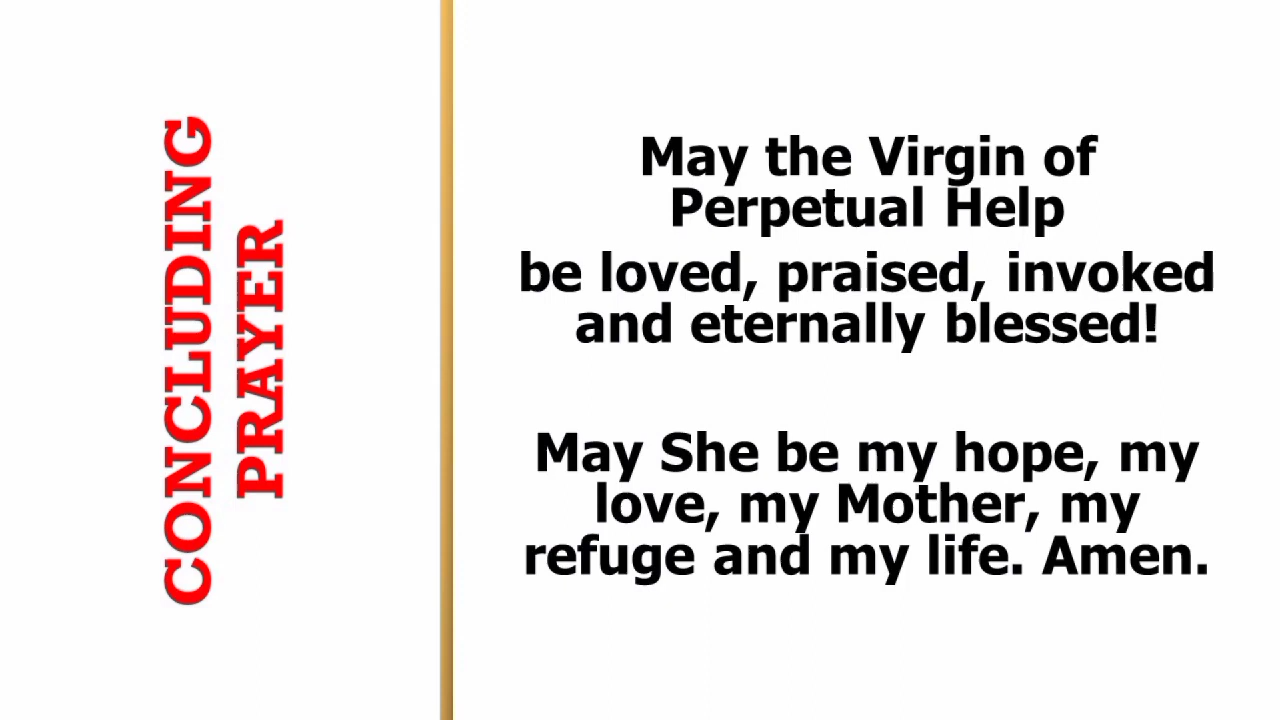 CONCLUDING
PRAYER
May the Virgin of
Perpetual Help
be loved, praised, invoked
and eternally blessed!
May She be my hope, my
love, my Mother, my
refuge and my life. Amen.